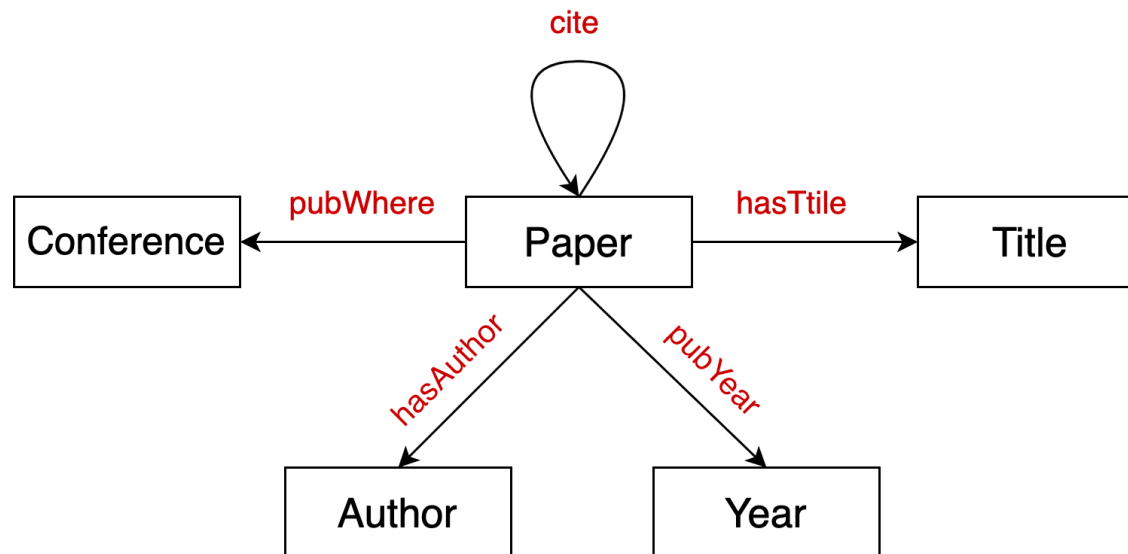 cite
pubWhere
hasTtile
Conference
Paper
Title
hasAuthor
pubYear
Author
Year